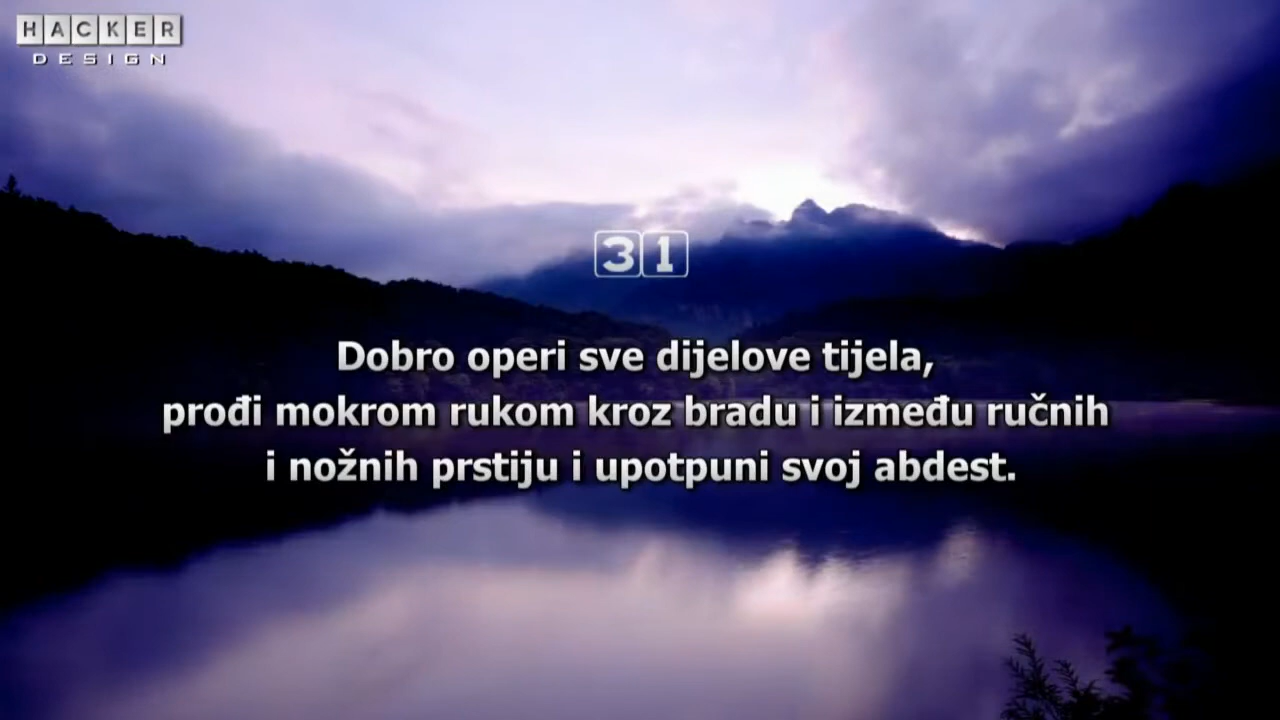 HACKER
DESIGN
31
Dobro operi sve dijelove tijela,
prođi mokrom rukom kroz bradu i između ručnih
i nožnih prstiju i upotpuni svoj abdest.